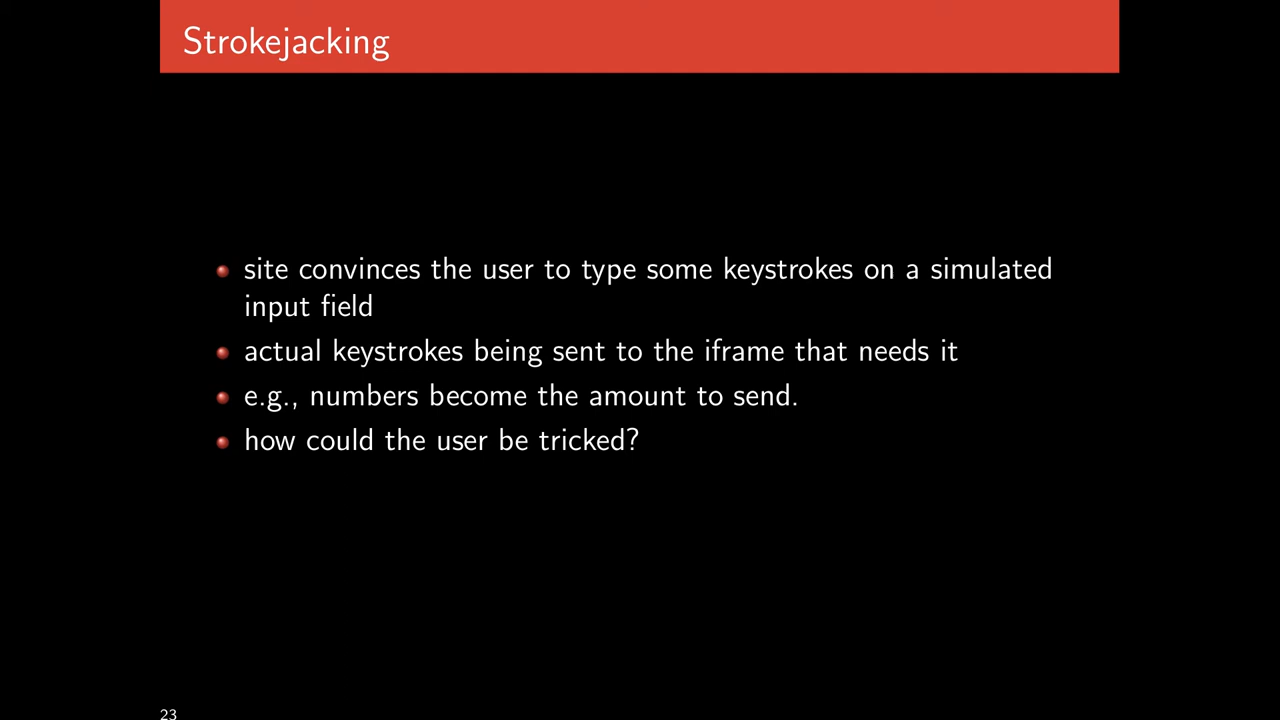 Strokejacking
site convinces the user to type some keystrokes on a simulated
input field
actual keystrokes being sent to the iframe that needs it
e.g., numbers become the amount to send.
how could the user be tricked?
23